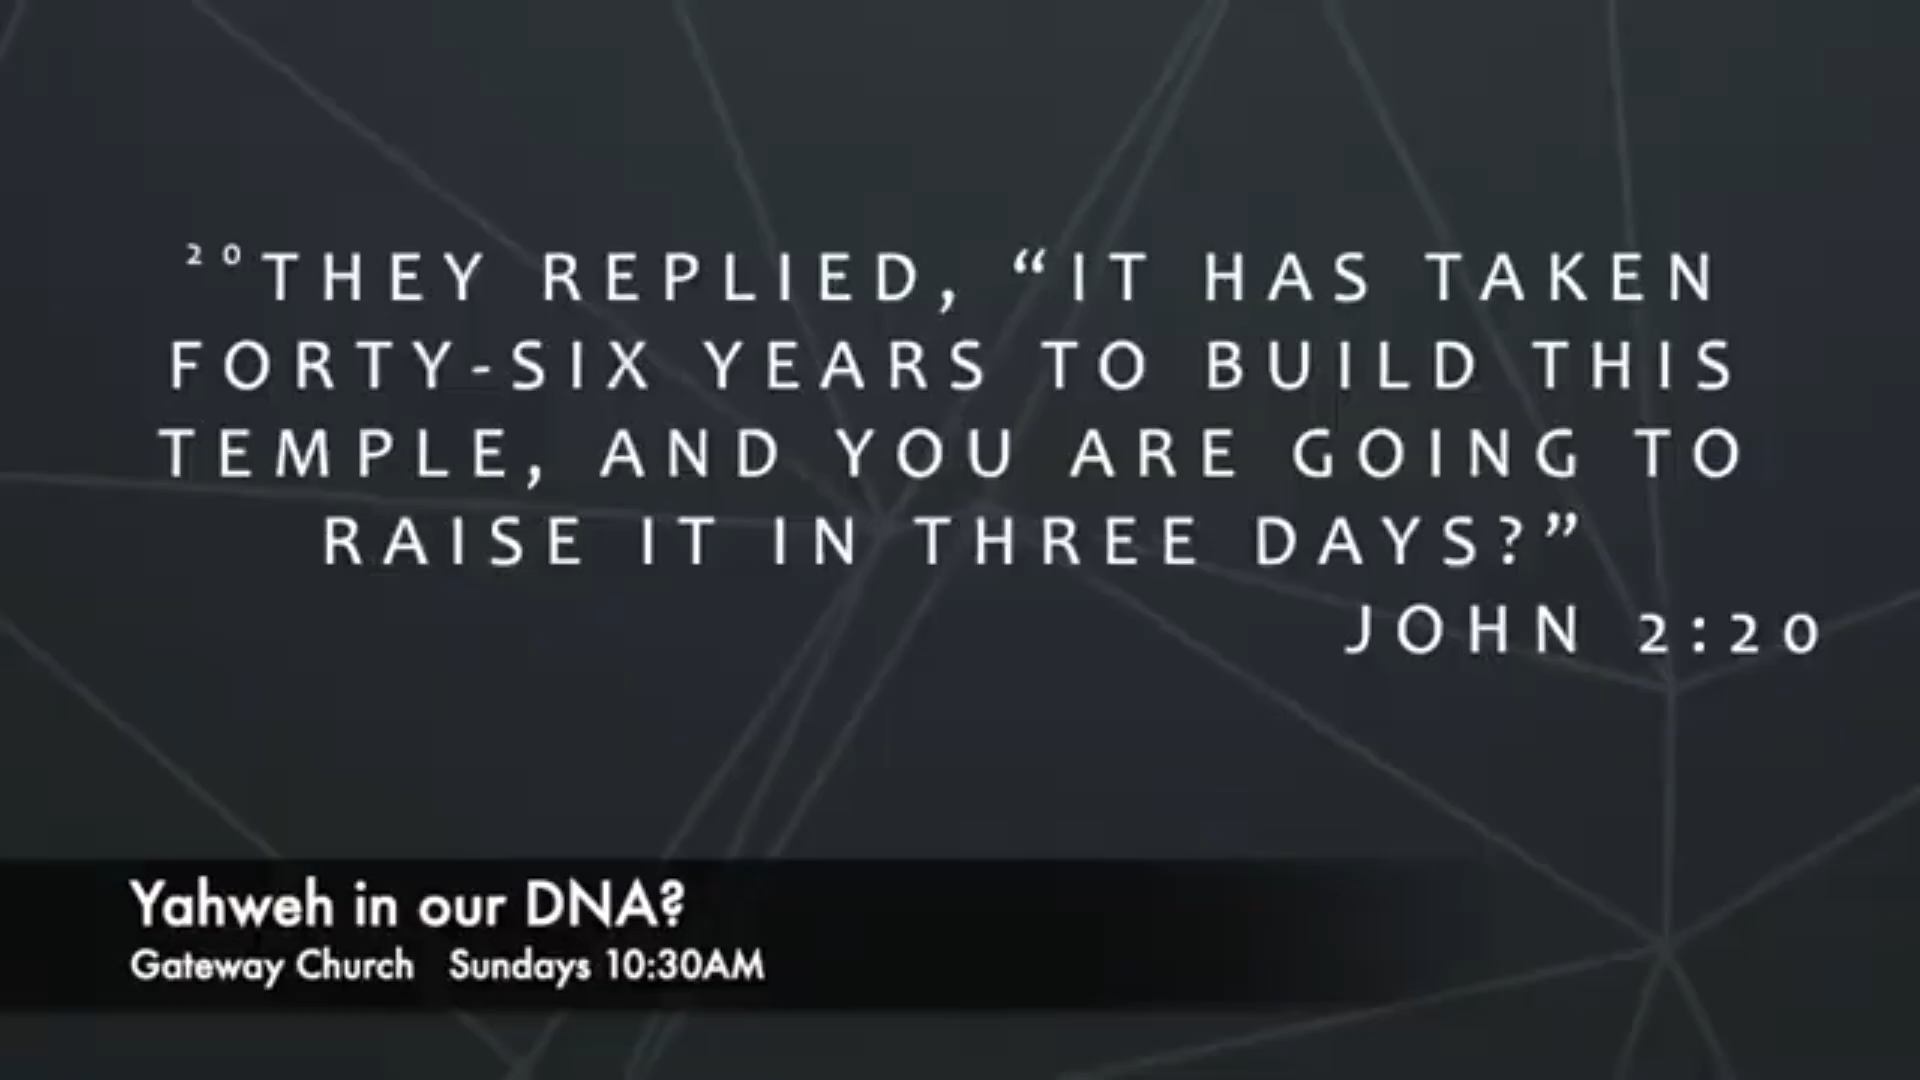 ²⁰THEY REPLIED, “IT HAS TAKEN
FORTY-SIX YEARS TO BUILD THIS
TEMPLE, AND YOU ARE GOING TO
RAISE IT IN THREE DAYS?”
JOHN 2:20
Yahweh in our DNA?
Gateway Church Sundays 10:30AM